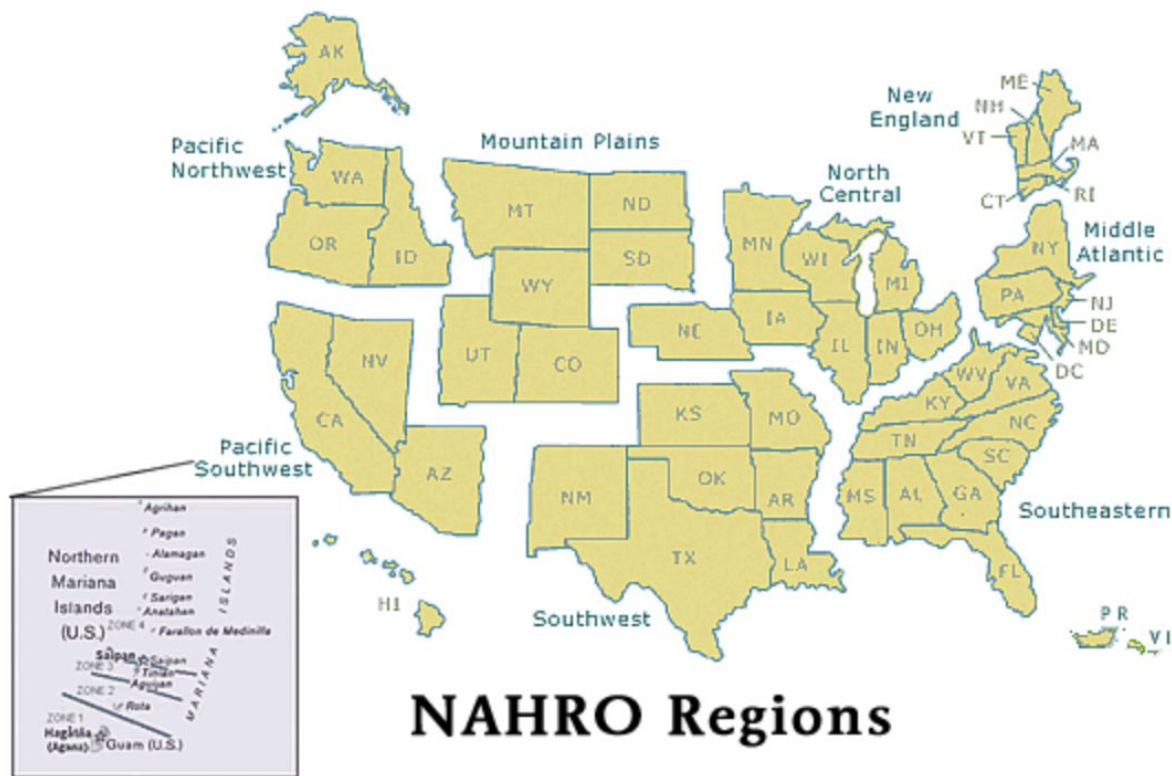 AK
Pacific
Northwest
WA
OR
ID
Mountain Plains
MT
ND
SD
WY
UT
CO
NE
North
Central
MN
WI
MI
IA
IL
IN
OH
New
England
ME
NH
VT
MA
CT
RI
Middle
Atlantic
NY
PA
NJ
DE
MD
DC
NV
CA
AZ
Pacific
Southwest
HI
KS
MO
NM
OK
AR
TX
LA
Southwest
WV
VA
KY
NC
TN
SC
MS
AL
GA
FL
Southeastern
PR
VI
Agrihan
Pagan
Alamagan
Guguan
Sarigan
Anatahan
Farallon de Medinilla
Northern
Mariana
Islands
(U.S.)
ZONE 4
MARIANA ISLANDS
Saipan
Saipan
ZONE 3
Tinian
Aguijan
ZONE 2
Rota
ZONE 1
Hagåtña
(Agana)
Guam (U.S.)
NAHRO Regions